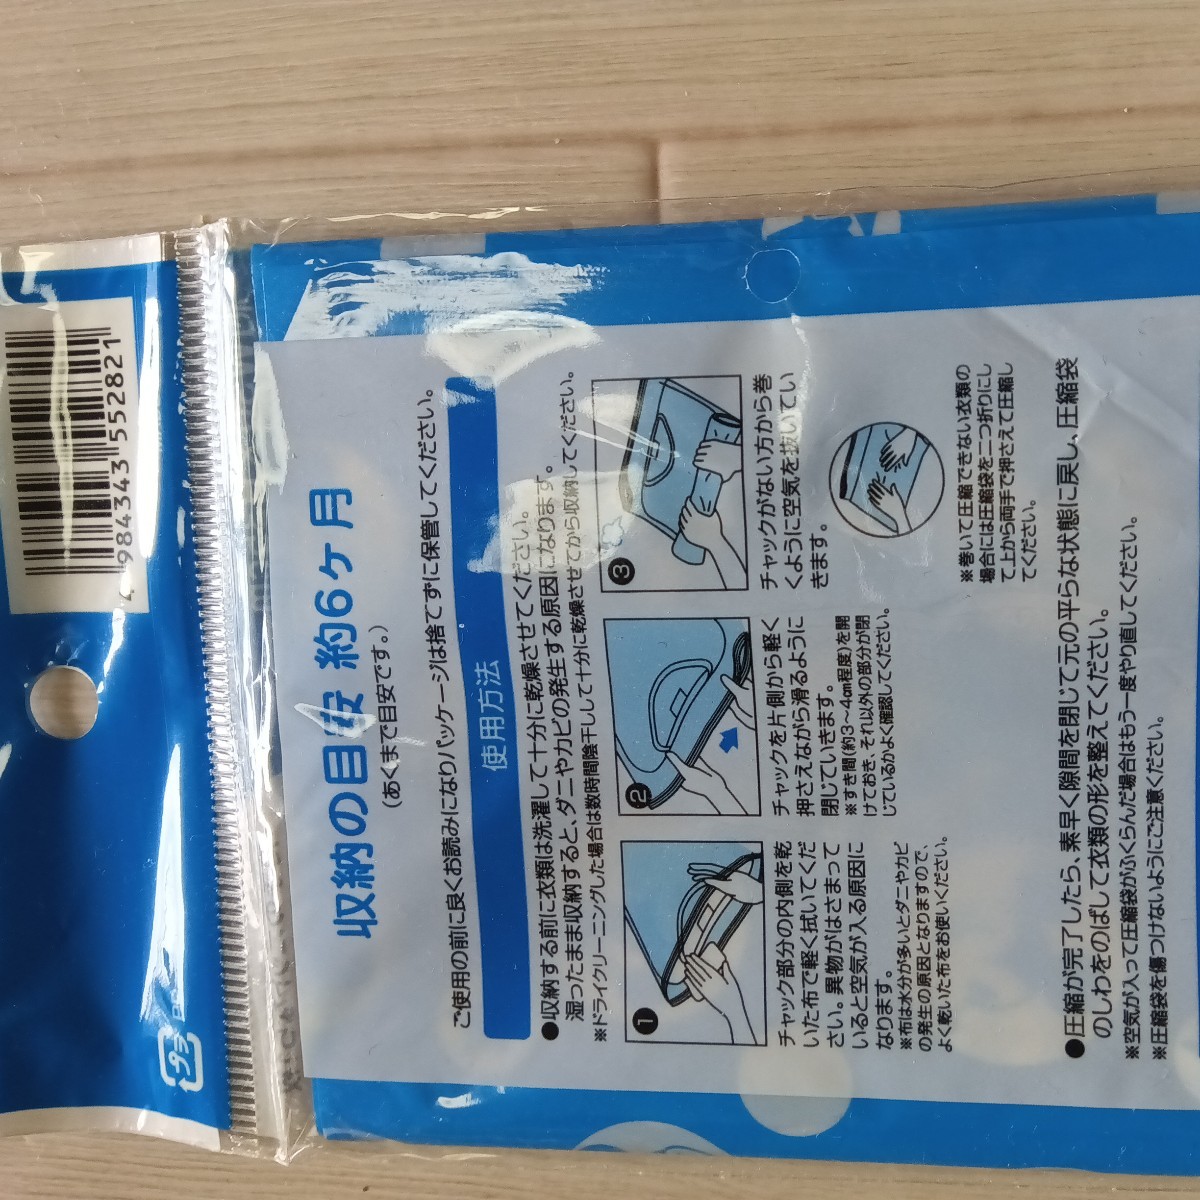 4 984343 552821
プラ
収納の目安 約6ヶ月
(あくまで目安です。)
ご使用の前に良くお読みになりパッケージは捨てずに保管してください。
使用方法
●収納する前に衣類は洗濯して十分に乾燥させてください。
湿ったまま収納すると、ダニやカビの発生する原因になります。
※ドライクリーニングした場合は数時間陰干しして十分に乾燥させてから収納してください。
1
チャック部分の内側を乾
いた布で軽く拭いてくだ
さい。異物がはさまって
いると空気が入る原因に
なります。
※布は水分が多いとダニやカビ
の発生の原因となりますので、
よく乾いた布をお使いください。
2
チャックを片側から軽く
押さえながら滑るように
閉じていきます。
※すき間(約3〜4cm程度)を開
けておき、それ以外の部分が閉
じているかよく確認してください。
3
チャックがない方から巻
くように空気を抜いてい
きます。
※巻いて圧縮できない衣類の
場合には圧縮袋を二つ折りにし
て上から両手で押さえて圧縮し
てください。
●圧縮が完了したら、素早く隙間を閉じて元の平らな状態に戻し、圧縮袋
のしわをのばして衣類の形を整えてください。
※空気が入って圧縮袋がふくらんだ場合はもう一度やり直してください。
※圧縮袋を傷つけないようにご注意ください。